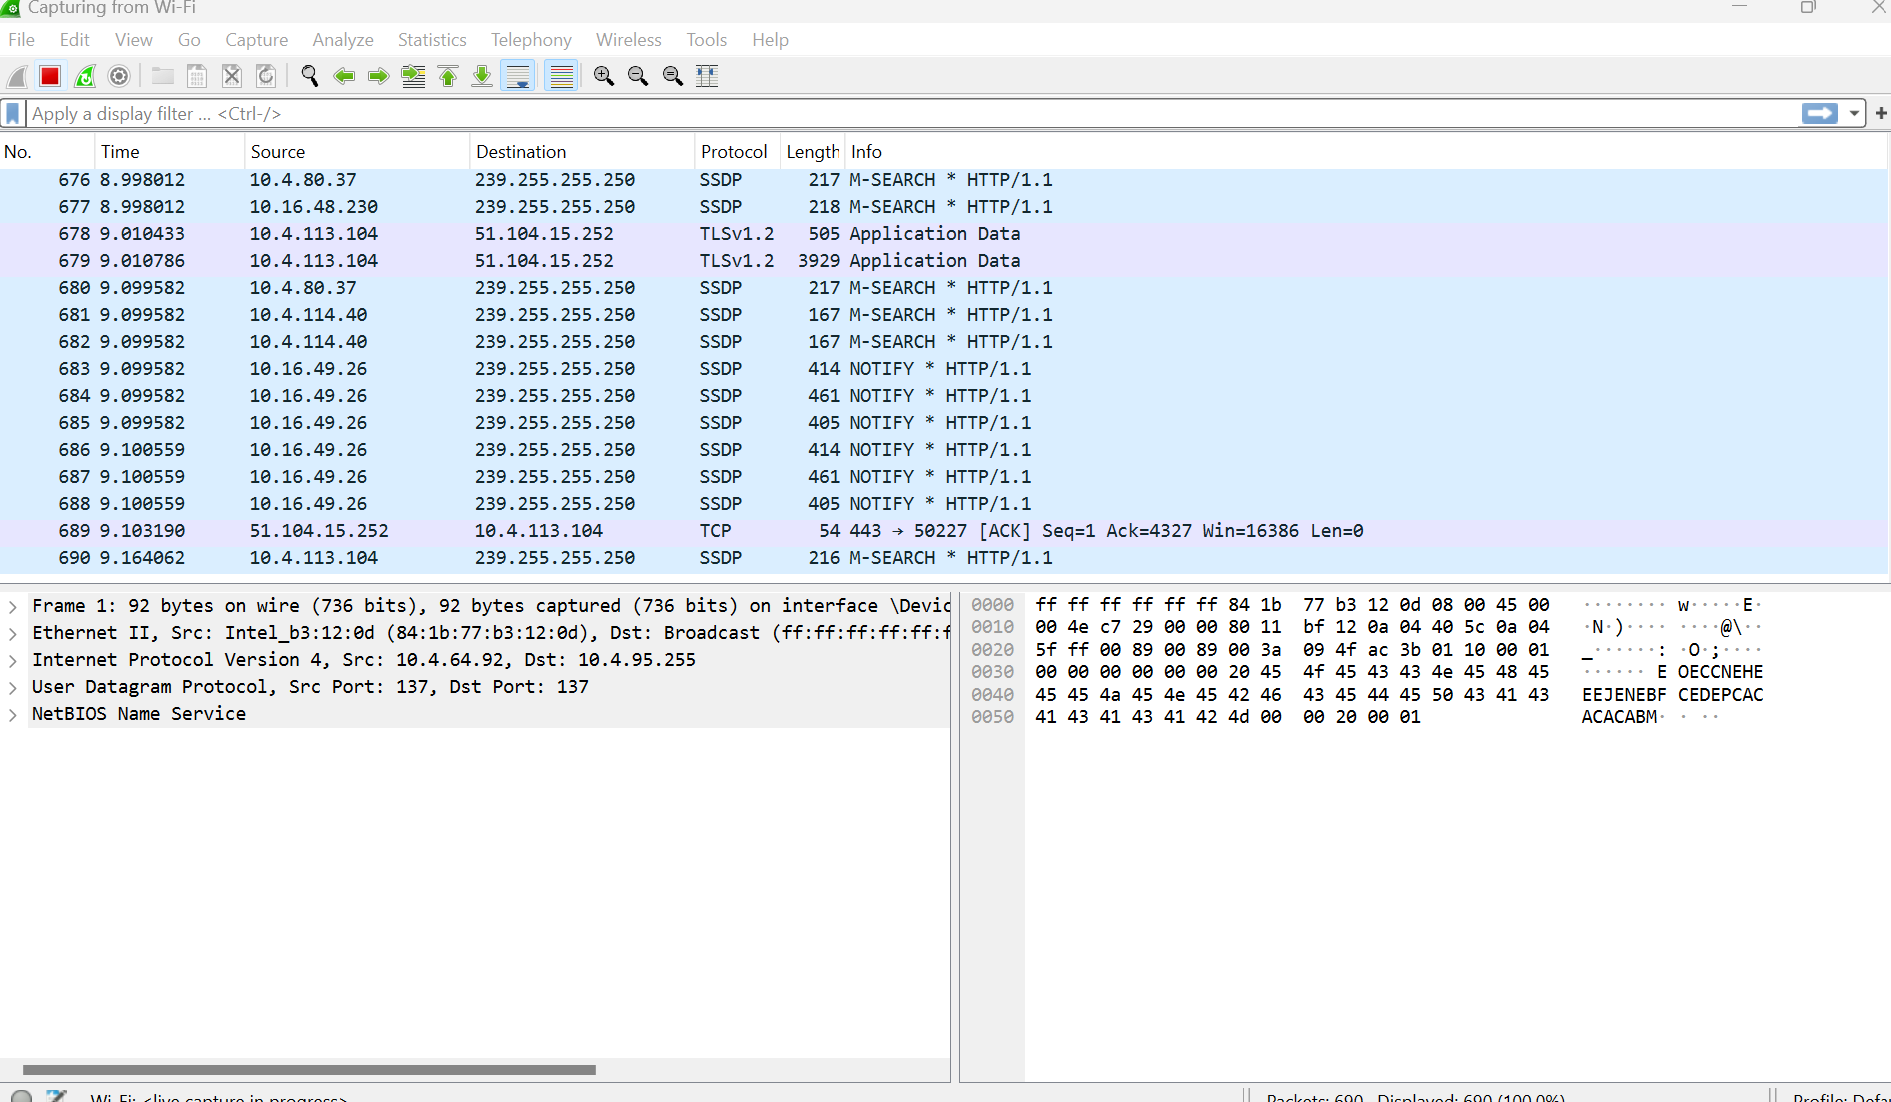 Capturing from Wi-Fi
File Edit View Go Capture Analyze Statistics Telephony Wireless Tools Help
Apply a display filter ... <Ctrl-/>
No. Time Source Destination Protocol Length Info
676 8.998012 10.4.80.37 239.255.255.250 SSDP 217 M-SEARCH * HTTP/1.1
677 8.998012 10.16.48.230 239.255.255.250 SSDP 218 M-SEARCH * HTTP/1.1
678 9.010433 10.4.113.104 51.104.15.252 TLSv1.2 505 Application Data
679 9.010786 10.4.113.104 51.104.15.252 TLSv1.2 3929 Application Data
680 9.099582 10.4.80.37 239.255.255.250 SSDP 217 M-SEARCH * HTTP/1.1
681 9.099582 10.4.114.40 239.255.255.250 SSDP 167 M-SEARCH * HTTP/1.1
682 9.099582 10.4.114.40 239.255.255.250 SSDP 167 M-SEARCH * HTTP/1.1
683 9.099582 10.16.49.26 239.255.255.250 SSDP 414 NOTIFY * HTTP/1.1
684 9.099582 10.16.49.26 239.255.255.250 SSDP 461 NOTIFY * HTTP/1.1
685 9.099582 10.16.49.26 239.255.255.250 SSDP 405 NOTIFY * HTTP/1.1
686 9.100559 10.16.49.26 239.255.255.250 SSDP 414 NOTIFY * HTTP/1.1
687 9.100559 10.16.49.26 239.255.255.250 SSDP 461 NOTIFY * HTTP/1.1
688 9.100559 10.16.49.26 239.255.255.250 SSDP 405 NOTIFY * HTTP/1.1
689 9.103190 51.104.15.252 10.4.113.104 TCP 54 443 → 50227 [ACK] Seq=1 Ack=4327 Win=16386 Len=0
690 9.164062 10.4.113.104 239.255.255.250 SSDP 216 M-SEARCH * HTTP/1.1
Frame 1: 92 bytes on wire (736 bits), 92 bytes captured (736 bits) on interface \Devic
Ethernet II, Src: Intel_b3:12:0d (84:1b:77:b3:12:0d), Dst: Broadcast (ff:ff:ff:ff:ff:f
Internet Protocol Version 4, Src: 10.4.64.92, Dst: 10.4.95.255
User Datagram Protocol, Src Port: 137, Dst Port: 137
NetBIOS Name Service
0000 ff ff ff ff ff ff 84 1b 77 b3 12 0d 08 00 45 00 ········ w·····E·
0010 00 4e c7 29 00 00 80 11 bf 12 0a 04 40 5c 0a 04 ·N·)···· ····@\··
0020 5f ff 00 89 00 89 00 3a 09 4f ac 3b 01 10 00 01 _······: ·O·;····
0030 00 00 00 00 00 00 20 45 4f 45 43 43 4e 45 48 45 ······ E OECCNEHE
0040 45 45 4a 45 4e 45 42 46 43 45 44 45 50 43 41 43 EEJENEBF CEDEPCAC
0050 41 43 41 43 41 42 4d 00 00 20 00 01 ACACABM· · ··
Wi-Fi: <live capture in progress>
Packets: 690 · Displayed: 690 (100.0%)
Profile: Defau